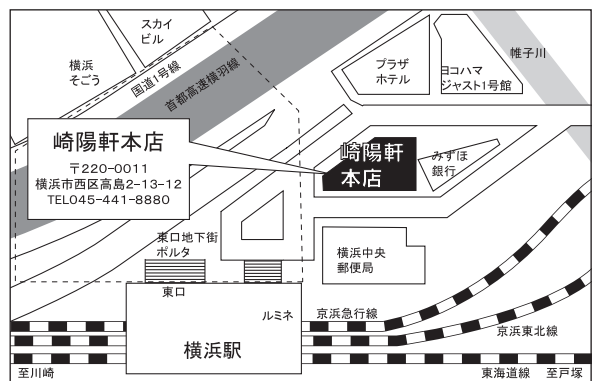 スカイ
ビル
横浜
そごう
国道1号線
首都高速横羽線
プラザ
ホテル
ヨコハマ
ジャスト1号館
帷子川
崎陽軒本店
〒220-0011
横浜市西区高島2-13-12
TEL045-441-8880
崎陽軒
本店
みずほ
銀行
東口地下街
ポルタ
横浜中央
郵便局
東口
ルミネ
横浜駅
京浜急行線
京浜東北線
至川崎
東海道線
至戸塚